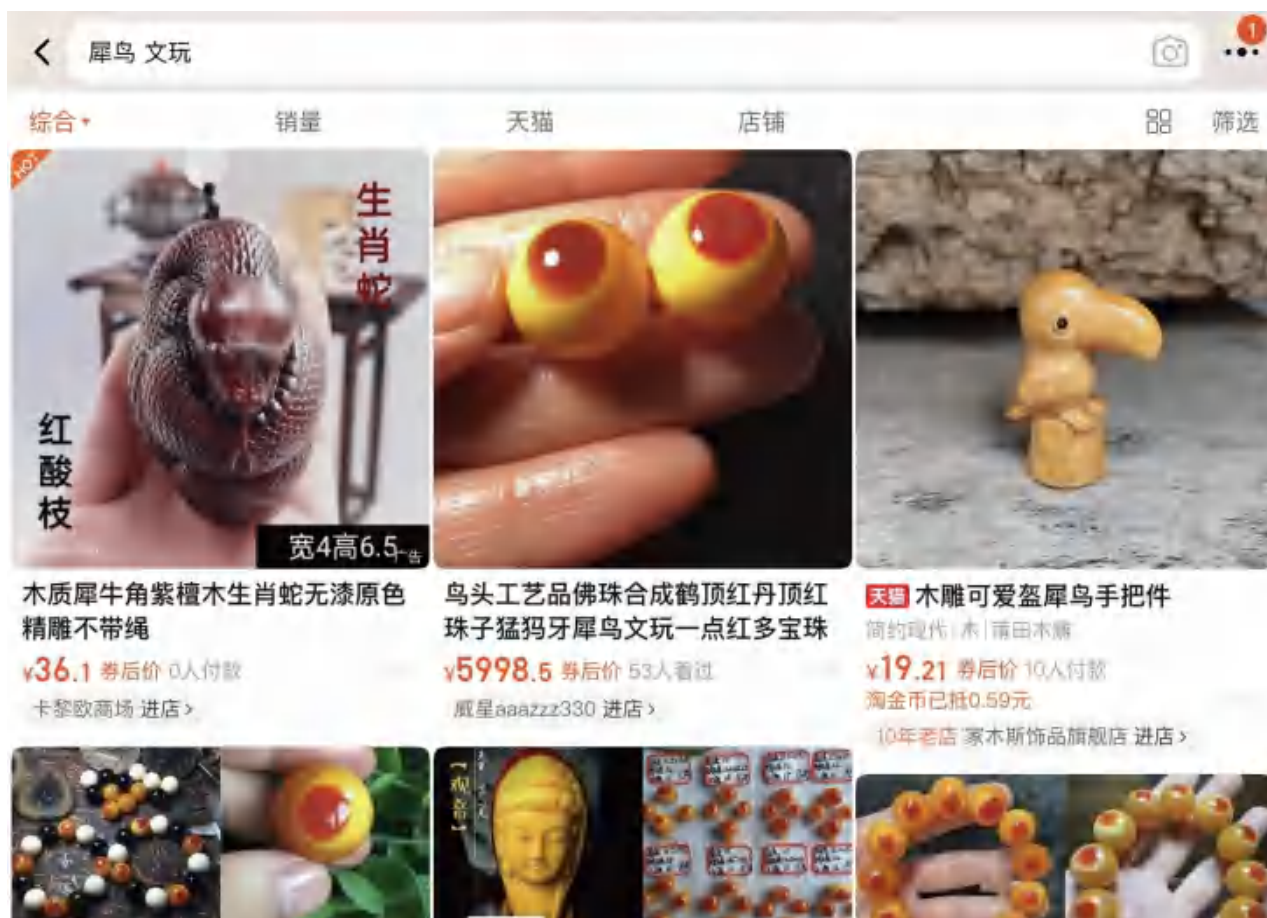 1
犀鸟 文玩
综合
销量
天猫
店铺
筛选
HOT
生肖蛇
红酸枝
宽4高6.5
广告
木质犀牛角紫檀木生肖蛇无漆原色
精雕不带绳
¥36.1 券后价 0人付款
卡黎欧商场 进店›
鸟头工艺品佛珠合成鹤顶红丹顶红
珠子猛犸牙犀鸟文玩一点红多宝珠
¥5998.5 券后价 53人看过
威星aaazzz330 进店›
天猫 木雕可爱盔犀鸟手把件
简约现代|木|莆田木雕
¥19.21 券后价 10人付款
淘金币已抵0.59元
10年老店 家木斯饰品旗舰店 进店›
【观音】